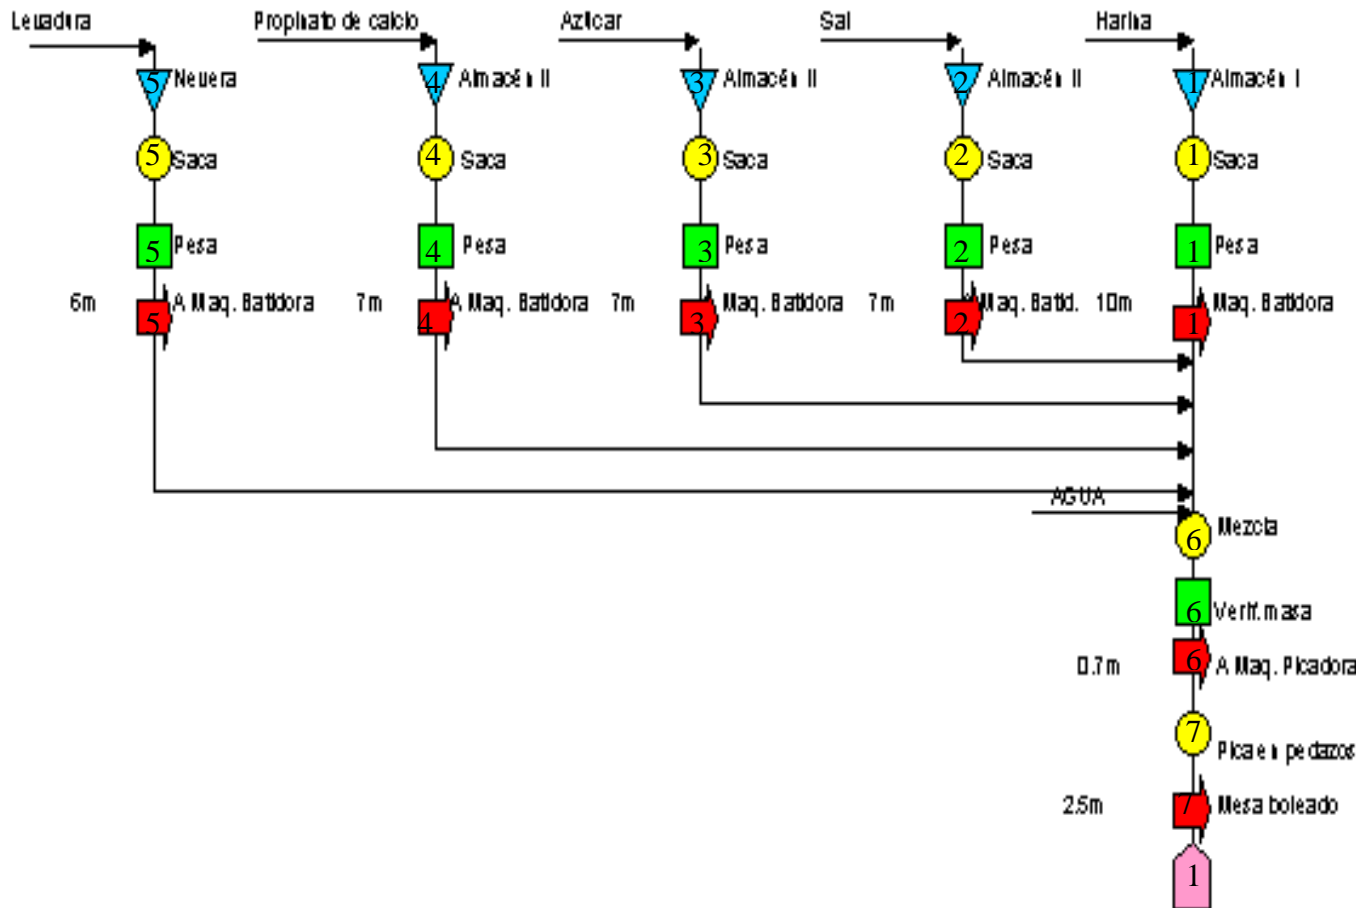 Levadura Propinato de calcio Azúcar Sal Harina
5 Nevera 4 Almacén II 3 Almacén II 2 Almacén II 1 Almacén I
5 Saca 4 Saca 3 Saca 2 Saca 1 Saca
5 Pesa 4 Pesa 3 Pesa 2 Pesa 1 Pesa
6m 5 A Maq. Batidora 7m 4 A Maq. Batidora 7m 3 Maq. Batidora 7m 2 Maq. Batid. 10m 1 Maq. Batidora
AGUA
6 Mezcla
6 Verif. masa
0.7m 6 A Maq. Picadora
7 Pica en pedazos
2.5m 7 Mesa boleado
1